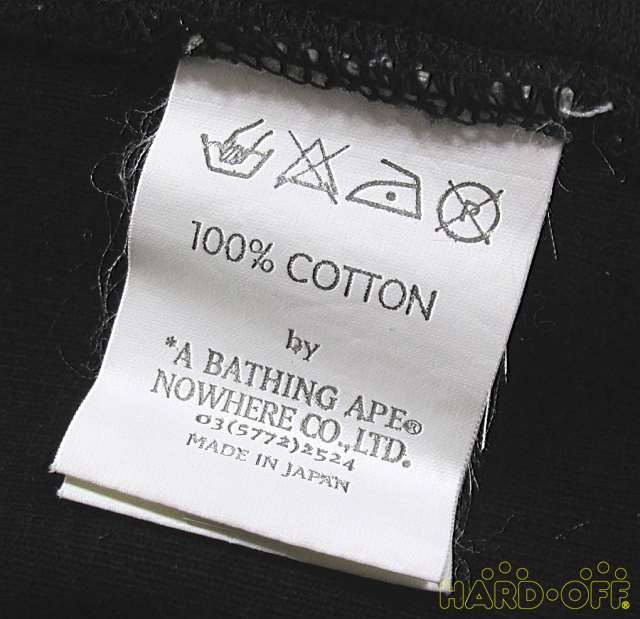 R
100% COTTON
by
*A BATHING APE®
NOWHERE CO.,LTD.
03(5772)2524
MADE IN JAPAN
HARD·OFF®